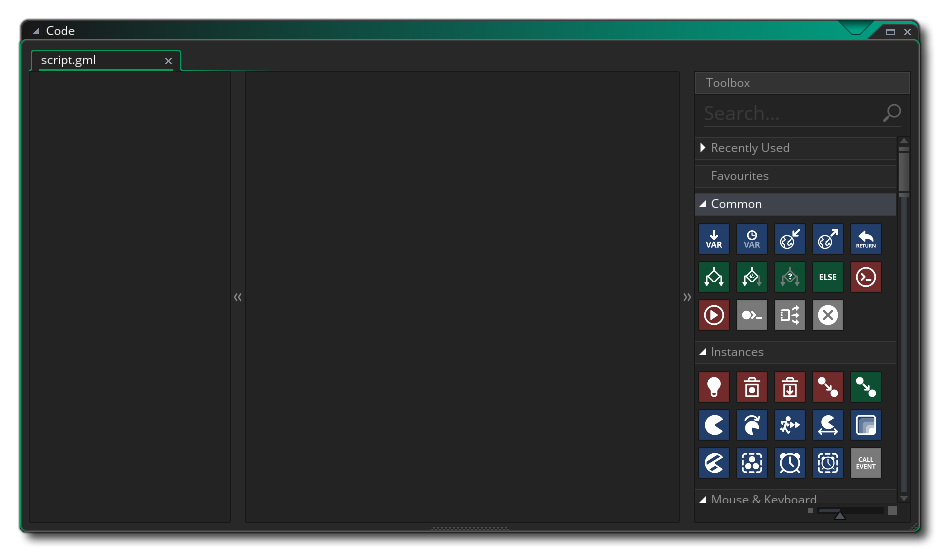 Code
script.gml
Toolbox
Search...
Recently Used
Favourites
Common
VAR
VAR
RETURN
?
ELSE
Instances
CALL
EVENT
Mouse & Keyboard